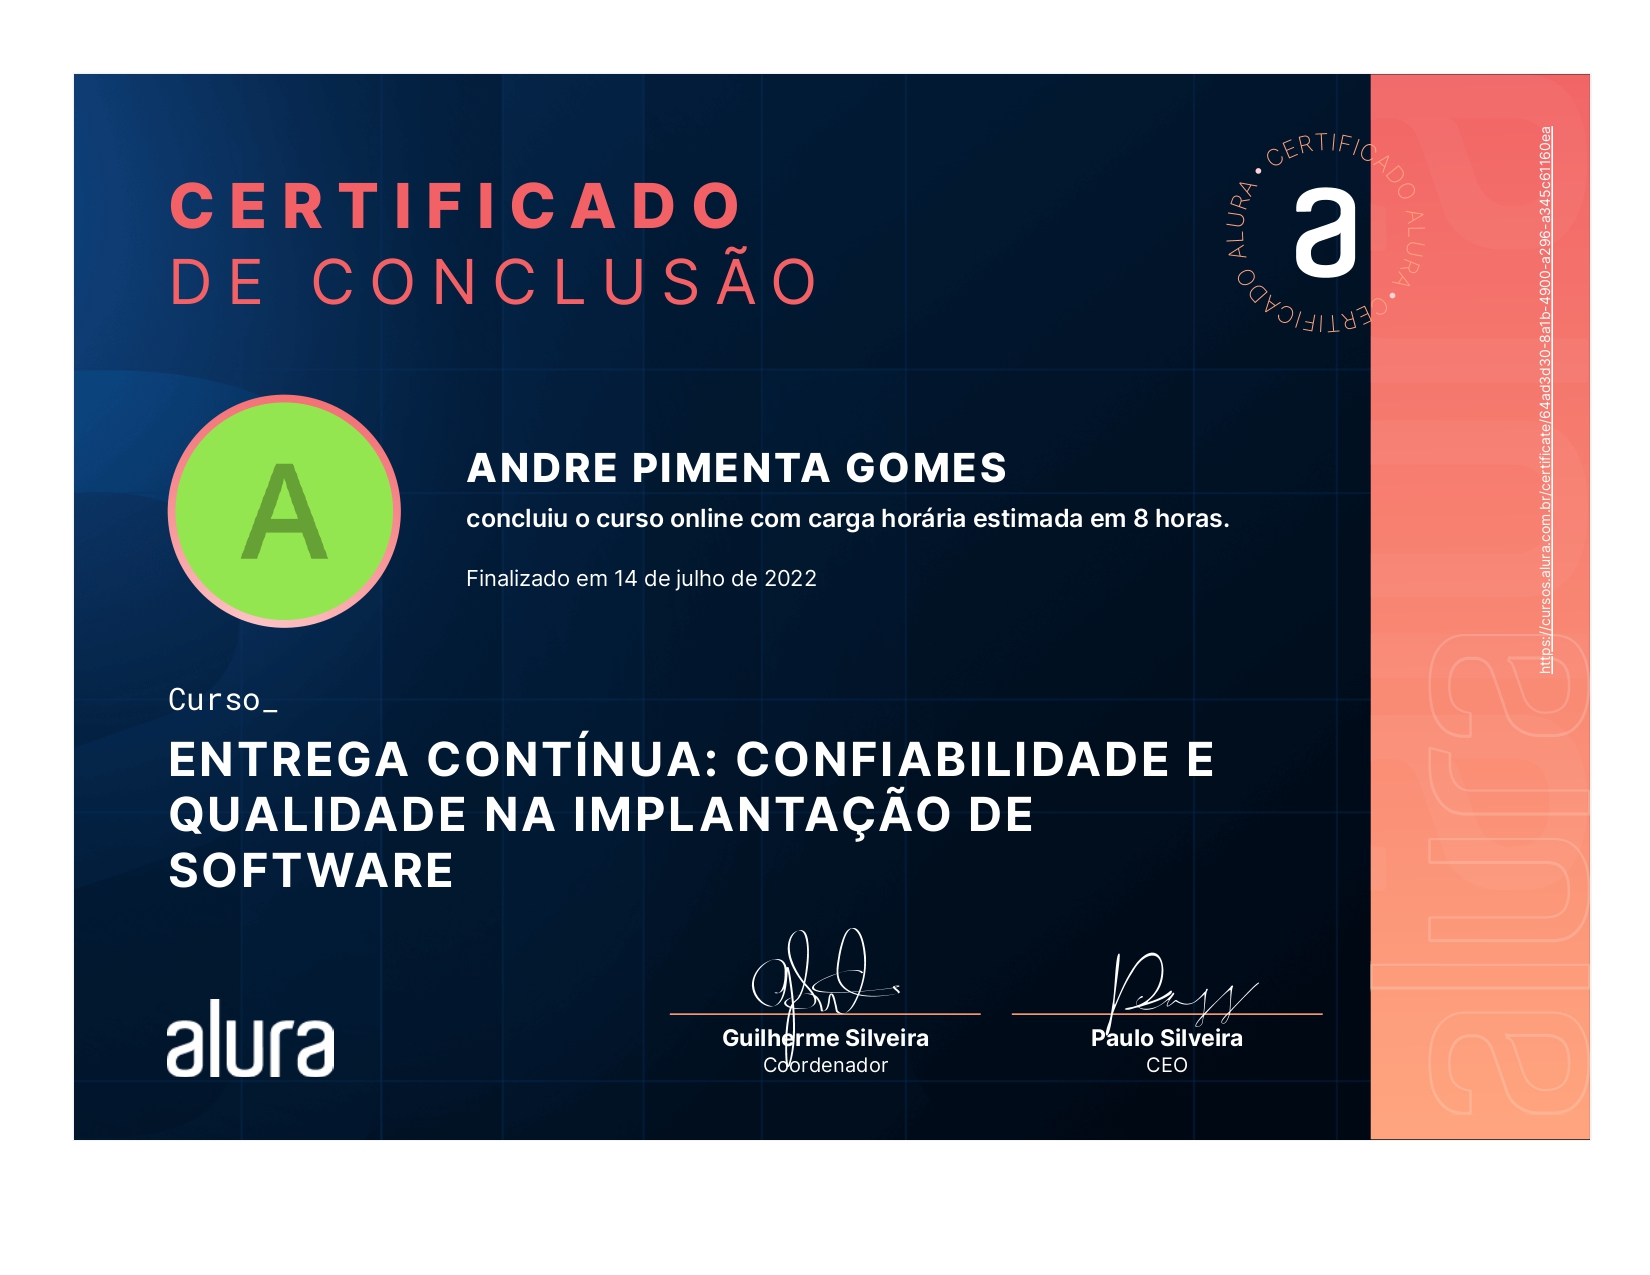 CERTIFICADO
DE CONCLUSÃO
• CERTIFICADO ALURA • CERTIFICADO ALURA
a
https://cursos.alura.com.br/certificate/64ad3d30-8a1b-4900-a296-a345c61160ea
A
ANDRE PIMENTA GOMES
concluiu o curso online com carga horária estimada em 8 horas.
Finalizado em 14 de julho de 2022
Curso_
ENTREGA CONTÍNUA: CONFIABILIDADE E
QUALIDADE NA IMPLANTAÇÃO DE
SOFTWARE
alura
Guilherme Silveira
Coordenador
Paulo Silveira
CEO
alura